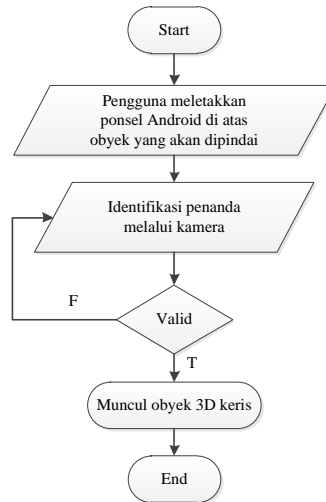 Start
Pengguna meletakkan
ponsel Android di atas
obyek yang akan dipindai
Identifikasi penanda
melalui kamera
F
Valid
T
Muncul obyek 3D keris
End